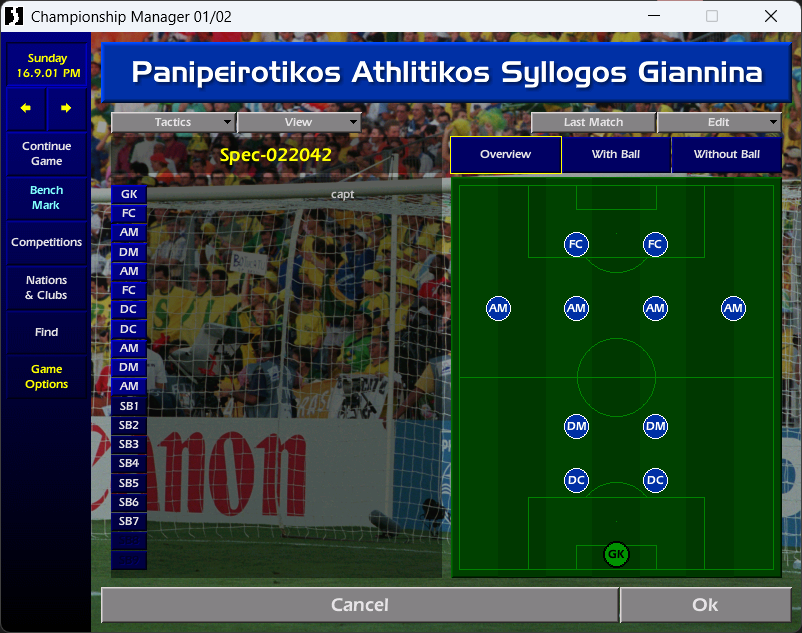 Championship Manager 01/02
Sunday
16.9.01 PM
Continue
Game
Bench
Mark
Competitions
Nations
& Clubs
Find
Game
Options
Panipeirotikos Athlitikos Syllogos Giannina
Tactics
View
Last Match
Edit
Spec-022042
Overview
With Ball
Without Ball
GK
capt
FC
AM
DM
AM
FC
DC
DC
AM
DM
AM
SB1
SB2
SB3
SB4
SB5
SB6
SB7
FC FC
AM AM AM AM
DM DM
DC DC
GK
Cancel
Ok